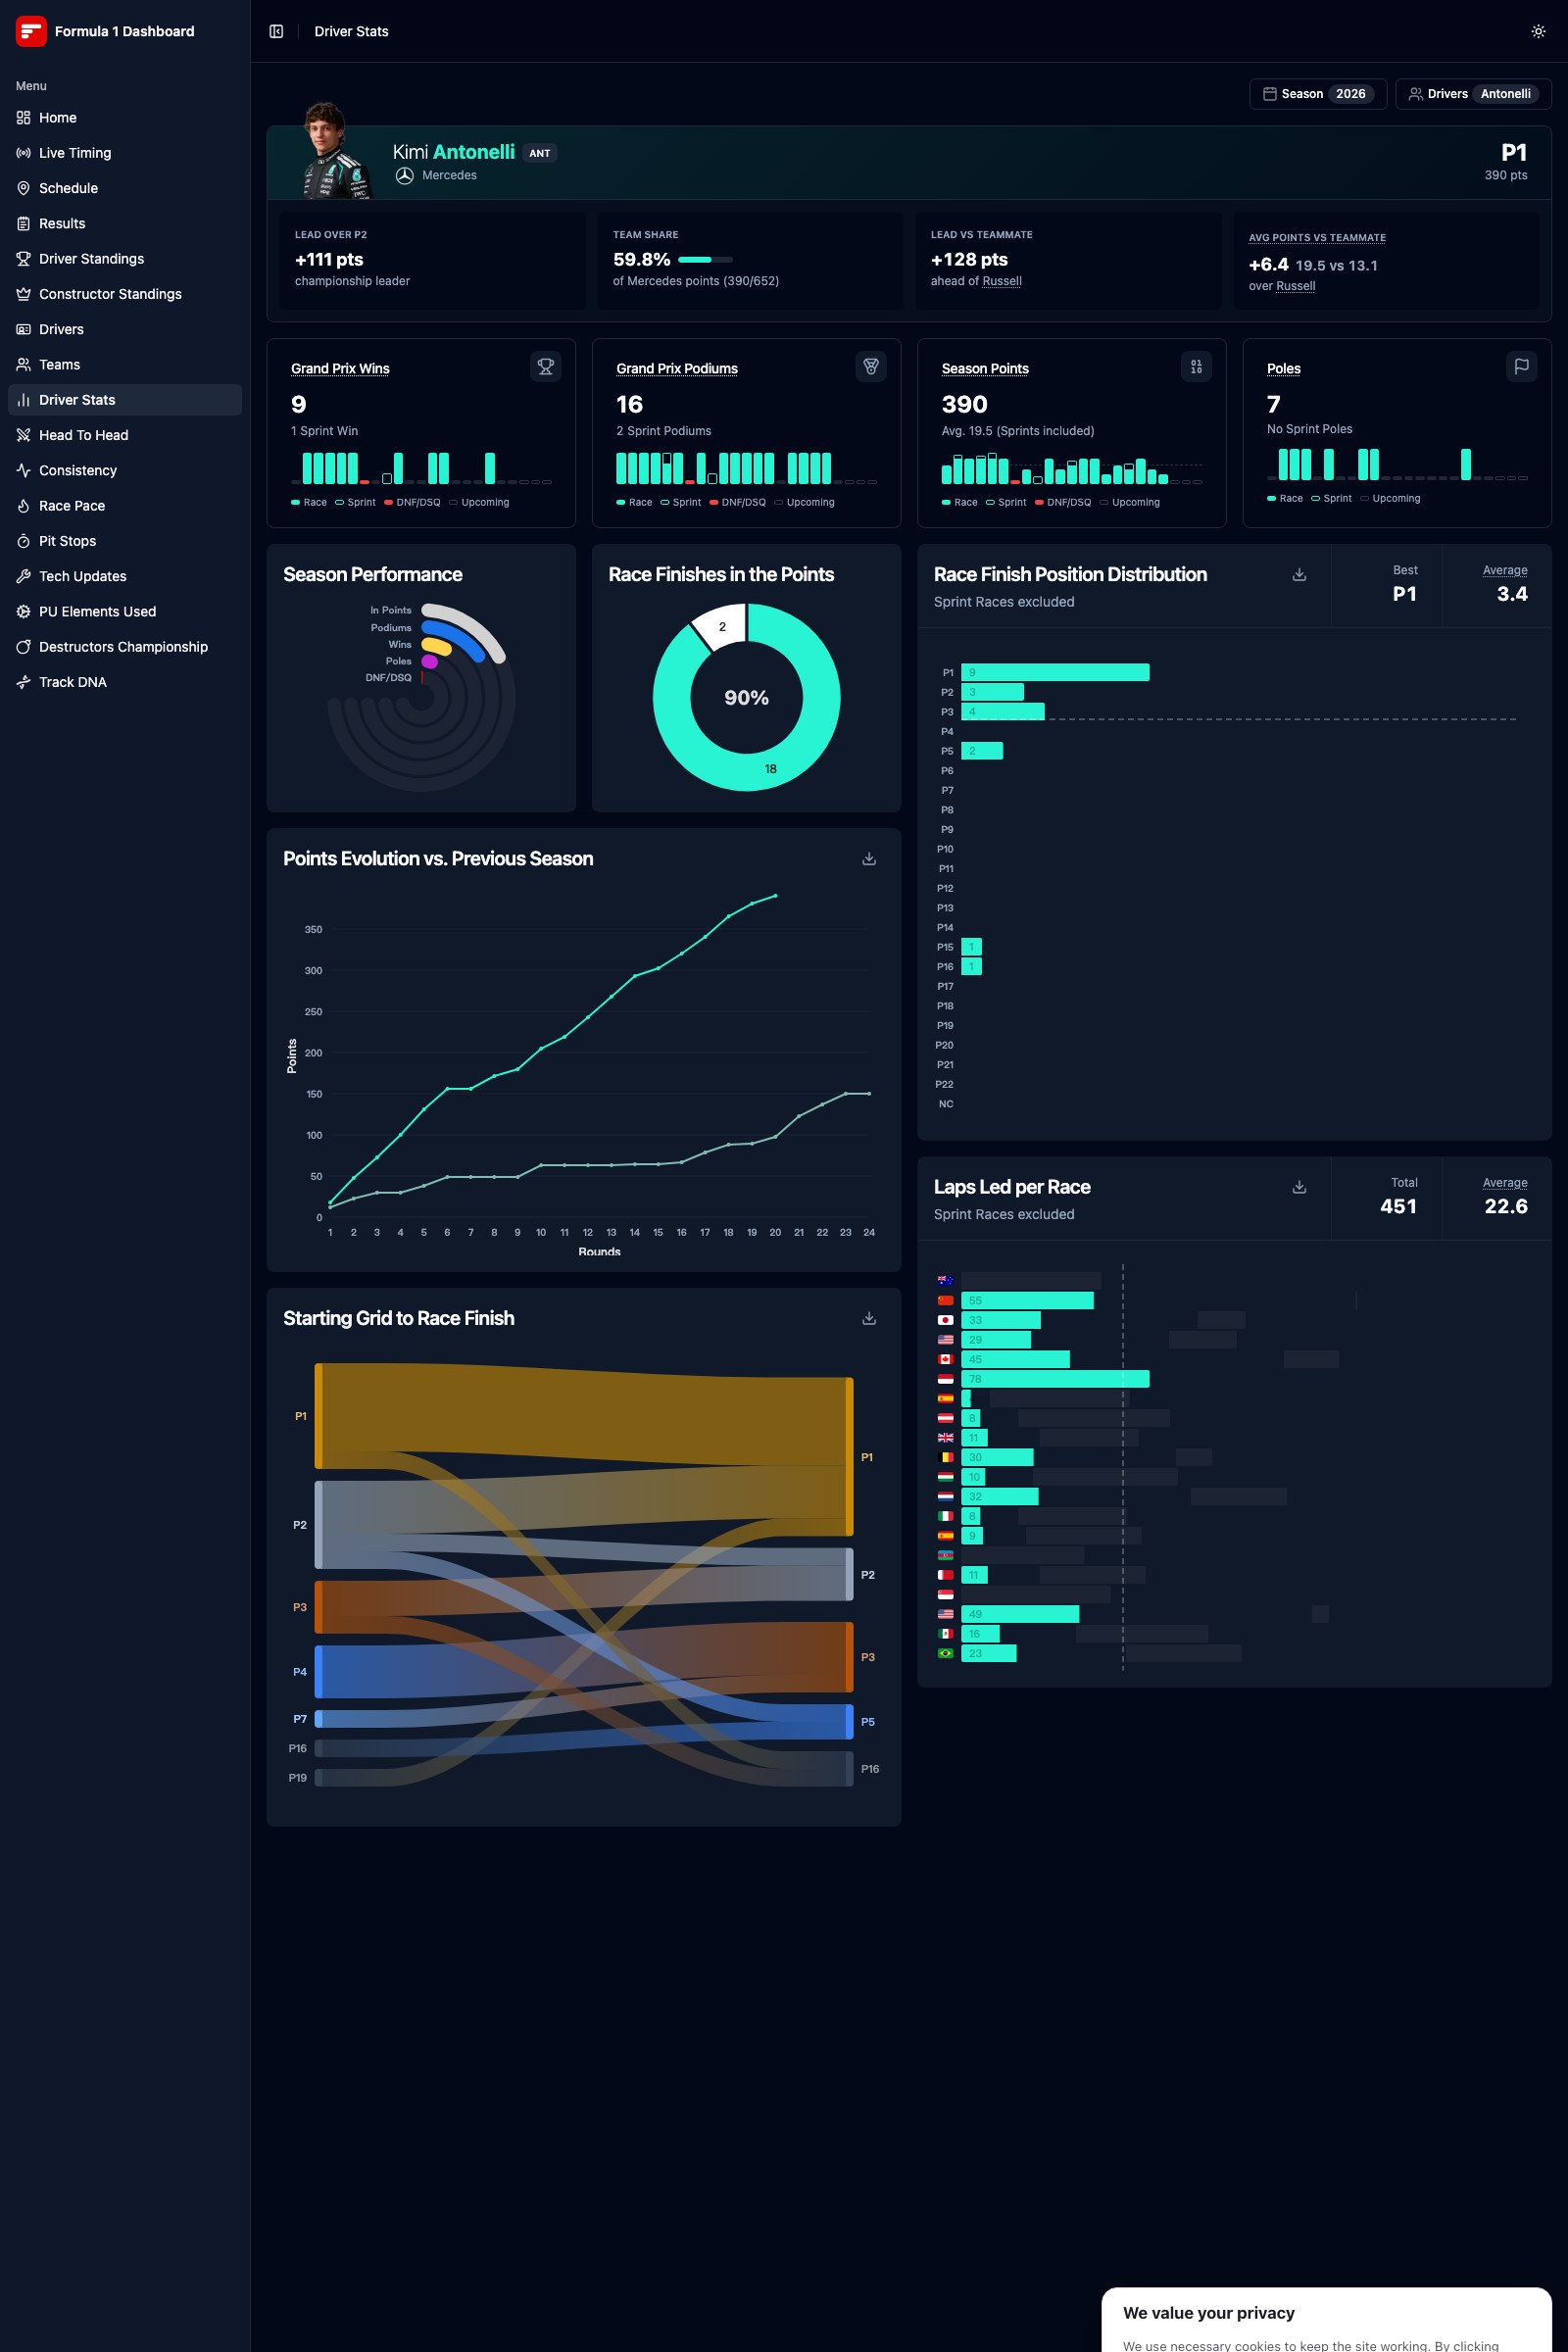 Formula 1 Dashboard
Driver Stats
Menu
Home
Live Timing
Schedule
Results
Driver Standings
Constructor Standings
Drivers
Teams
Driver Stats
Head To Head
Consistency
Race Pace
Pit Stops
Tech Updates
PU Elements Used
Destructors Championship
Track DNA
Season 2026
Drivers Antonelli
Kimi Antonelli ANT
Mercedes
P1
390 pts
LEAD OVER P2
+111 pts
championship leader
TEAM SHARE
59.8%
of Mercedes points (390/652)
LEAD VS TEAMMATE
+128 pts
ahead of Russell
AVG POINTS VS TEAMMATE
+6.4 19.5 vs 13.1
over Russell
Grand Prix Wins
9
1 Sprint Win
Race Sprint DNF/DSQ Upcoming
Grand Prix Podiums
16
2 Sprint Podiums
Race Sprint DNF/DSQ Upcoming
Season Points
01
10
390
Avg. 19.5 (Sprints included)
Race Sprint DNF/DSQ Upcoming
Poles
7
No Sprint Poles
Race Sprint Upcoming
Season Performance
In Points
Podiums
Wins
Poles
DNF/DSQ
Race Finishes in the Points
2
90%
18
Race Finish Position Distribution
Sprint Races excluded
Best
P1
Average
3.4
P1 9
P2 3
P3 4
P4
P5 2
P6
P7
P8
P9
P10
P11
P12
P13
P14
P15 1
P16 1
P17
P18
P19
P20
P21
P22
NC
Points Evolution vs. Previous Season
350
300
250
200
150
100
50
0
Points
1 2 3 4 5 6 7 8 9 10 11 12 13 14 15 16 17 18 19 20 21 22 23 24
Rounds
Laps Led per Race
Sprint Races excluded
Total
451
Average
22.6
55
33
29
45
78
8
11
30
10
32
8
9
11
49
16
23
Starting Grid to Race Finish
P1
P2
P3
P4
P7
P16
P19
P1
P2
P3
P5
P16
We value your privacy
We use necessary cookies to keep the site working. By clicking